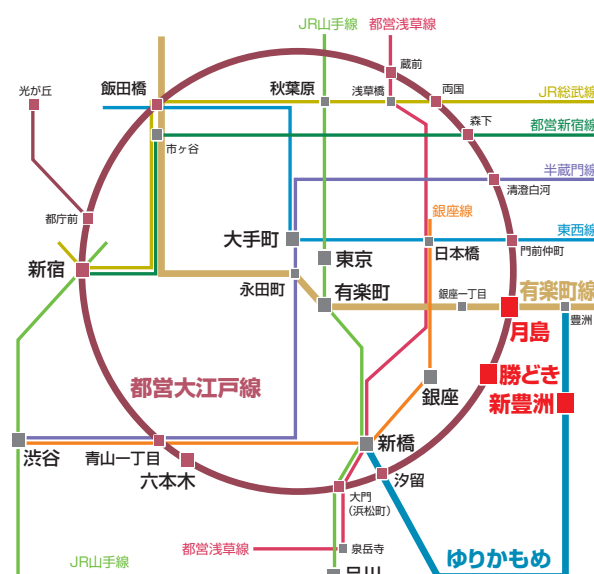 JR山手線
都営浅草線
蔵前
光が丘
飯田橋
秋葉原
浅草橋
両国
JR総武線
森下
都営新宿線
市ヶ谷
半蔵門線
清澄白河
都庁前
銀座線
東西線
大手町
日本橋
門前仲町
新宿
東京
永田町
有楽町
銀座一丁目
有楽町線
豊洲
月島
都営大江戸線
勝どき
銀座
新豊洲
渋谷
青山一丁目
新橋
六本木
汐留
大門
（浜松町）
都営浅草線
泉岳寺
JR山手線
ゆりかもめ
品川